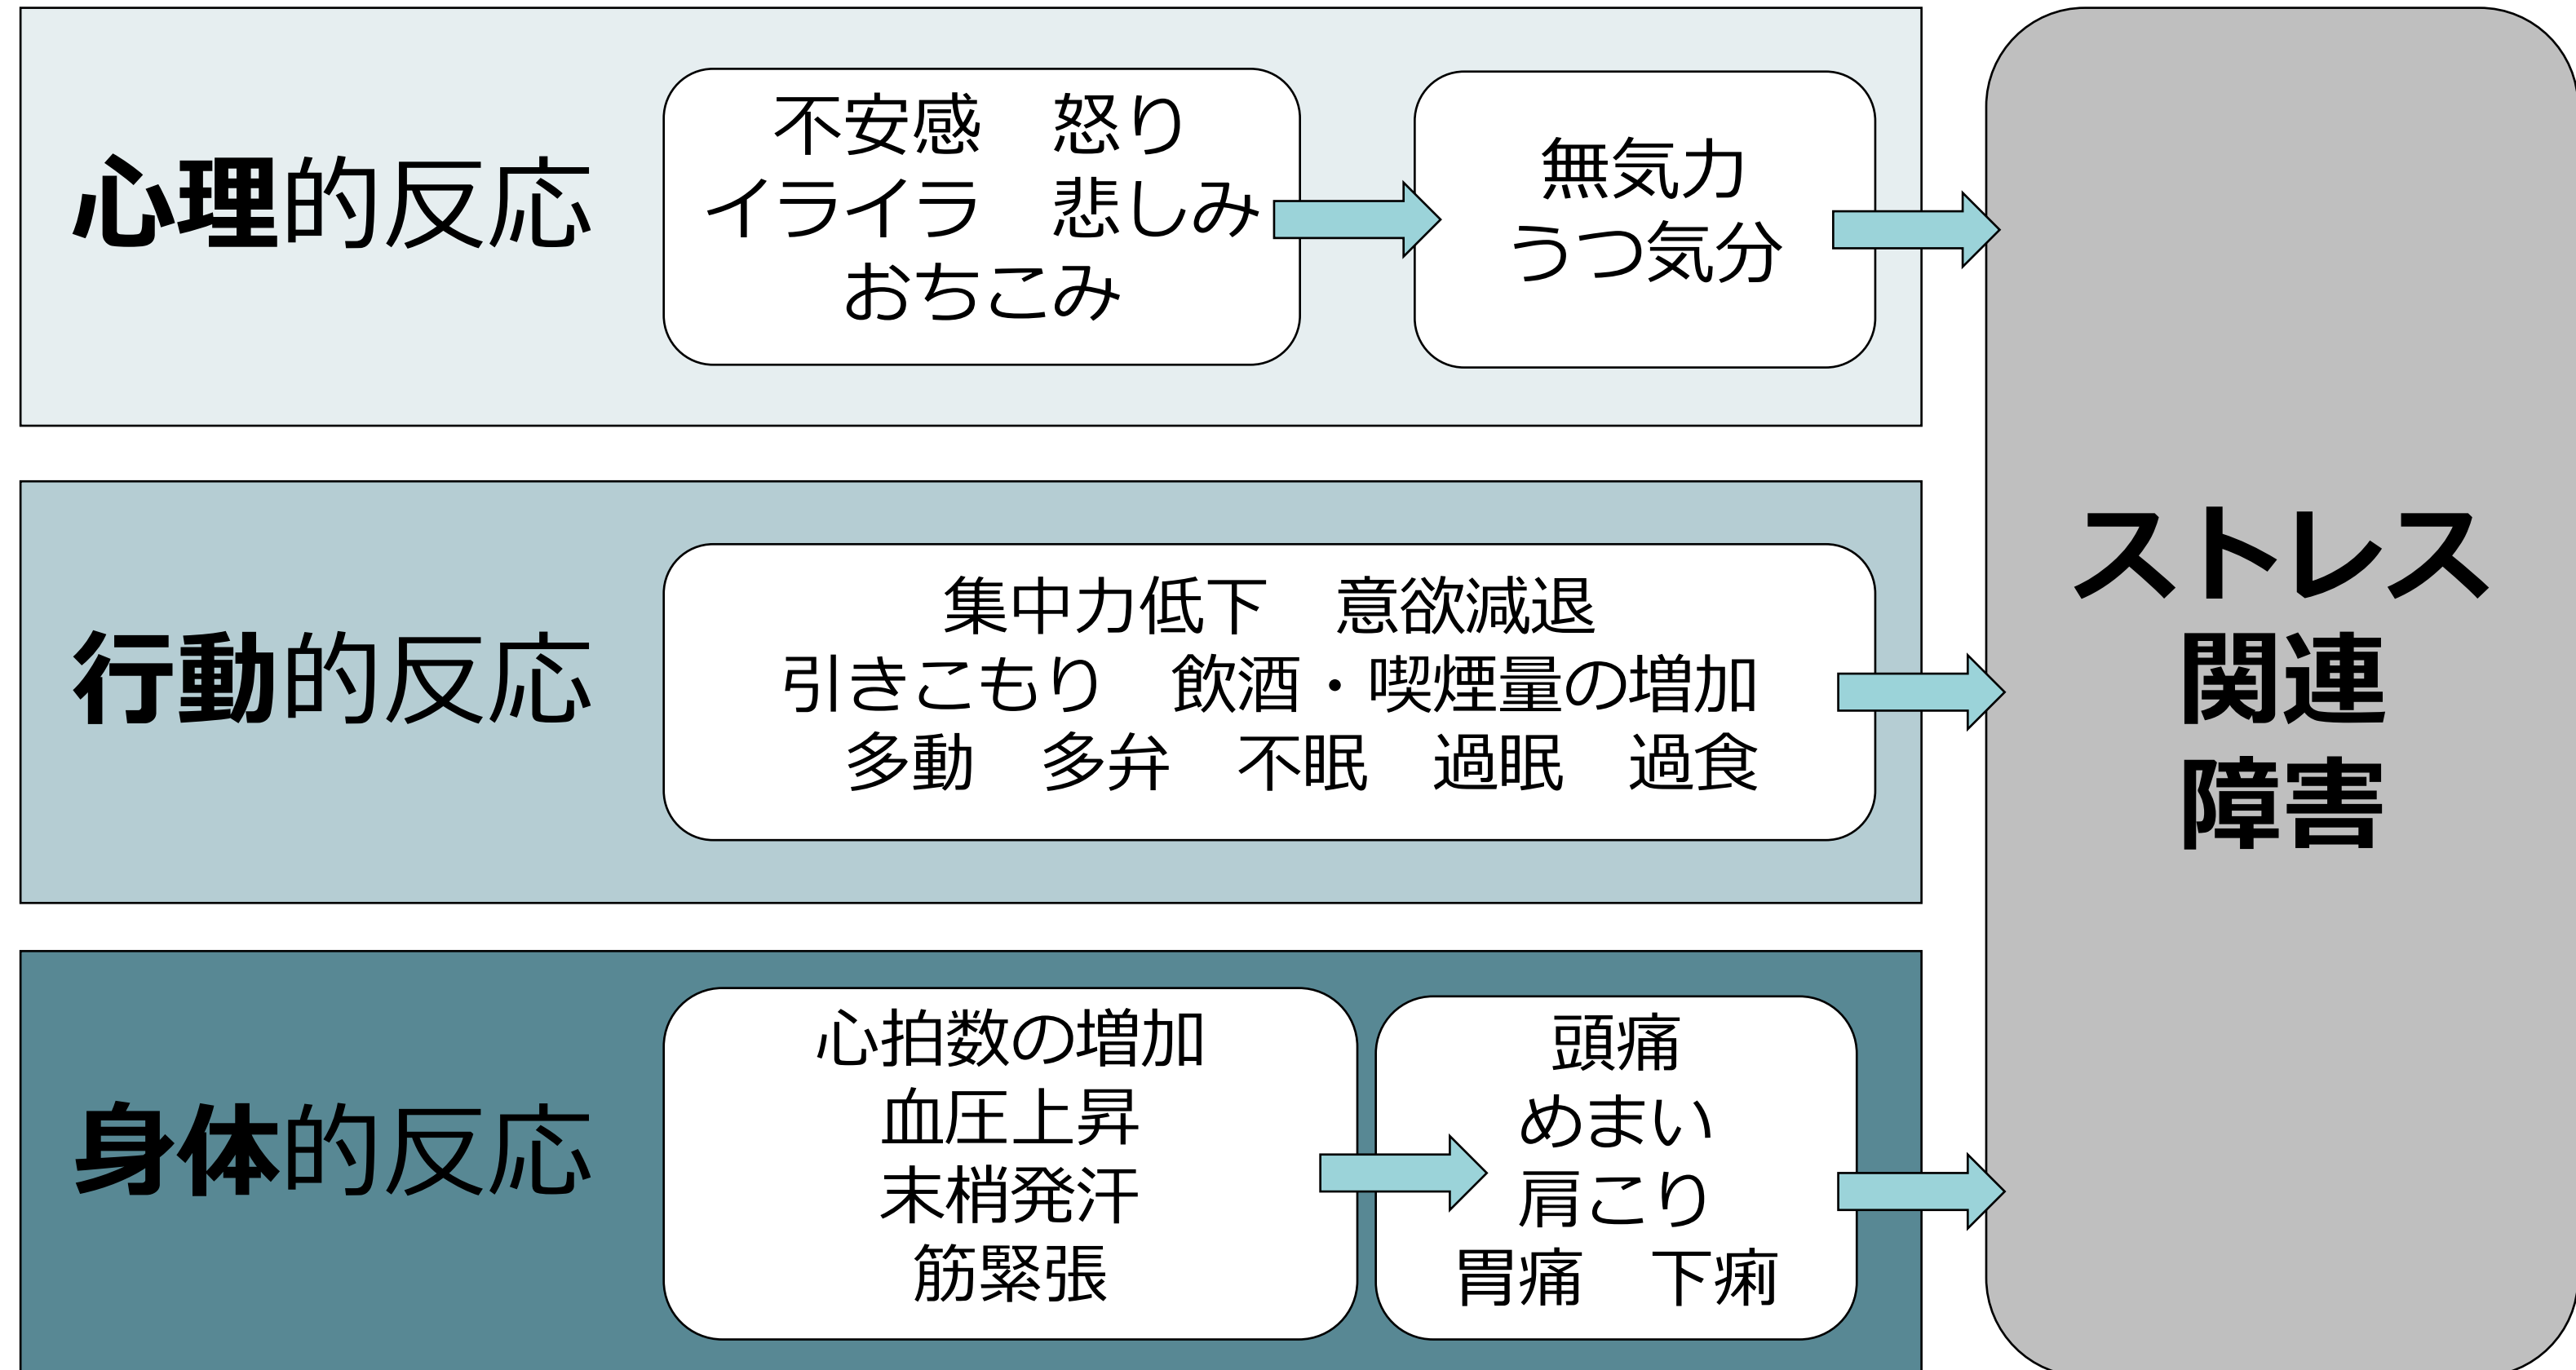 心理的反応
不安感　怒り
イライラ　悲しみ
おちこみ
無気力
うつ気分
行動的反応
集中力低下　意欲減退
引きこもり　飲酒・喫煙量の増加
多動　多弁　不眠　過眠　過食
身体的反応
心拍数の増加
血圧上昇
末梢発汗
筋緊張
頭痛
めまい
肩こり
胃痛　下痢
ストレス
関連
障害